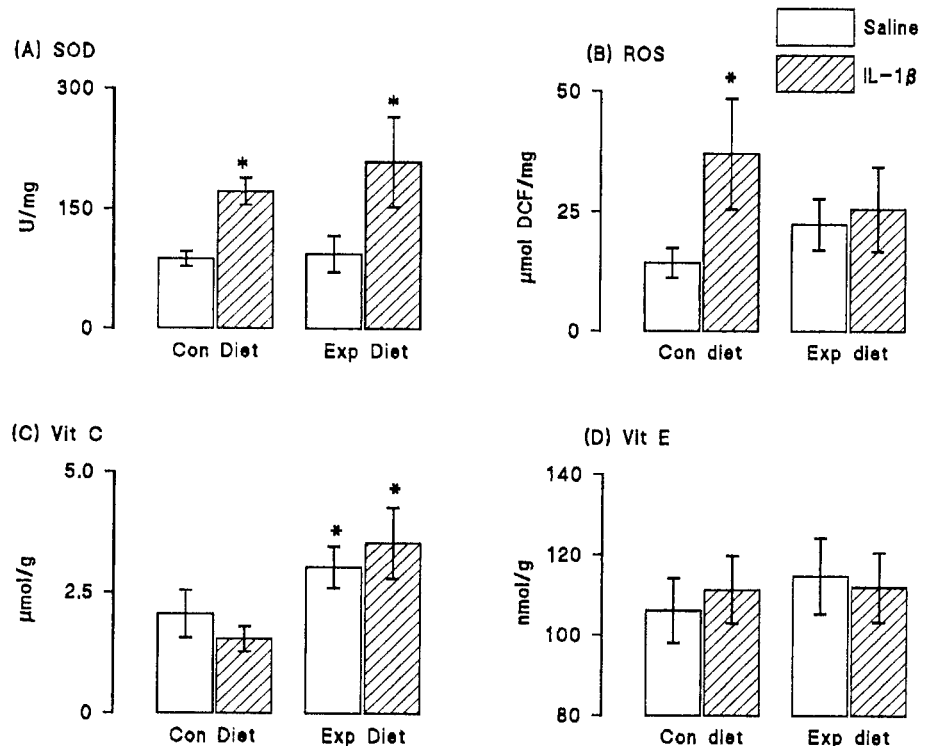 Saline
IL-1β
(A) SOD
300
150
0
U/mg
*
*
Con Diet
Exp Diet
(B) ROS
50
25
0
μmol DCF/mg
*
Con diet
Exp diet
(C) Vit C
5.0
2.5
0
μmol/g
*
*
Con Diet
Exp Diet
(D) Vit E
140
120
100
80
nmol/g
Con diet
Exp diet